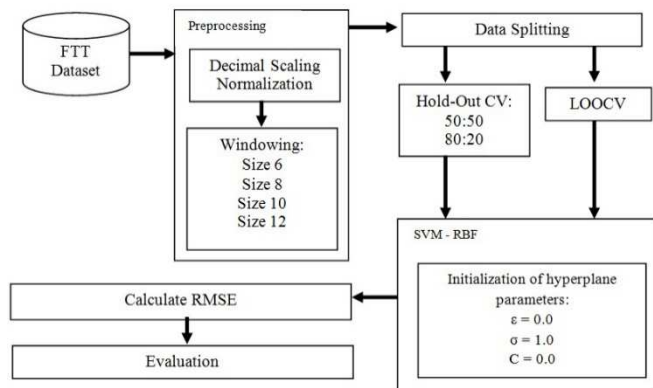 FTT
Dataset
Preprocessing
Decimal Scaling
Normalization
Windowing:
Size 6
Size 8
Size 10
Size 12
Data Splitting
Hold-Out CV:
50:50
80:20
LOOCV
SVM - RBF
Initialization of hyperplane
parameters:
ε = 0.0
σ = 1.0
C = 0.0
Calculate RMSE
Evaluation